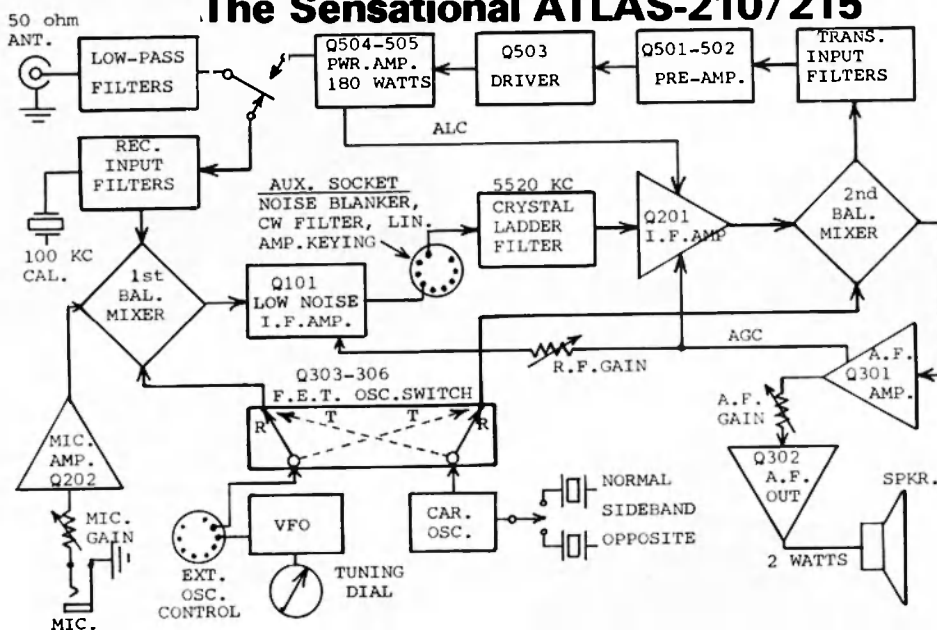 The Sensational ATLAS-210/215
50 ohm
ANT.
LOW-PASS
FILTERS
Q504-505
PWR.AMP.
180 WATTS
Q503
DRIVER
Q501-502
PRE-AMP.
TRANS.
INPUT
FILTERS
ALC
REC.
INPUT
FILTERS
100 KC
CAL.
AUX. SOCKET
NOISE BLANKER,
CW FILTER, LIN.
AMP.KEYING
5520 KC
CRYSTAL
LADDER
FILTER
Q201
I.F.AMP
2nd
BAL.
MIXER
1st
BAL.
MIXER
Q101
LOW NOISE
I.F.AMP.
R.F.GAIN
AGC
A.F.
Q301
AMP.
Q303-306
F.E.T. OSC.SWITCH
R
T
T
R
A.F.
GAIN
MIC.
AMP.
Q202
Q302
A.F.
OUT
SPKR.
2 WATTS
MIC.
GAIN
MIC.
EXT.
OSC.
CONTROL
VFO
TUNING
DIAL
CAR.
OSC.
NORMAL
SIDEBAND
OPPOSITE